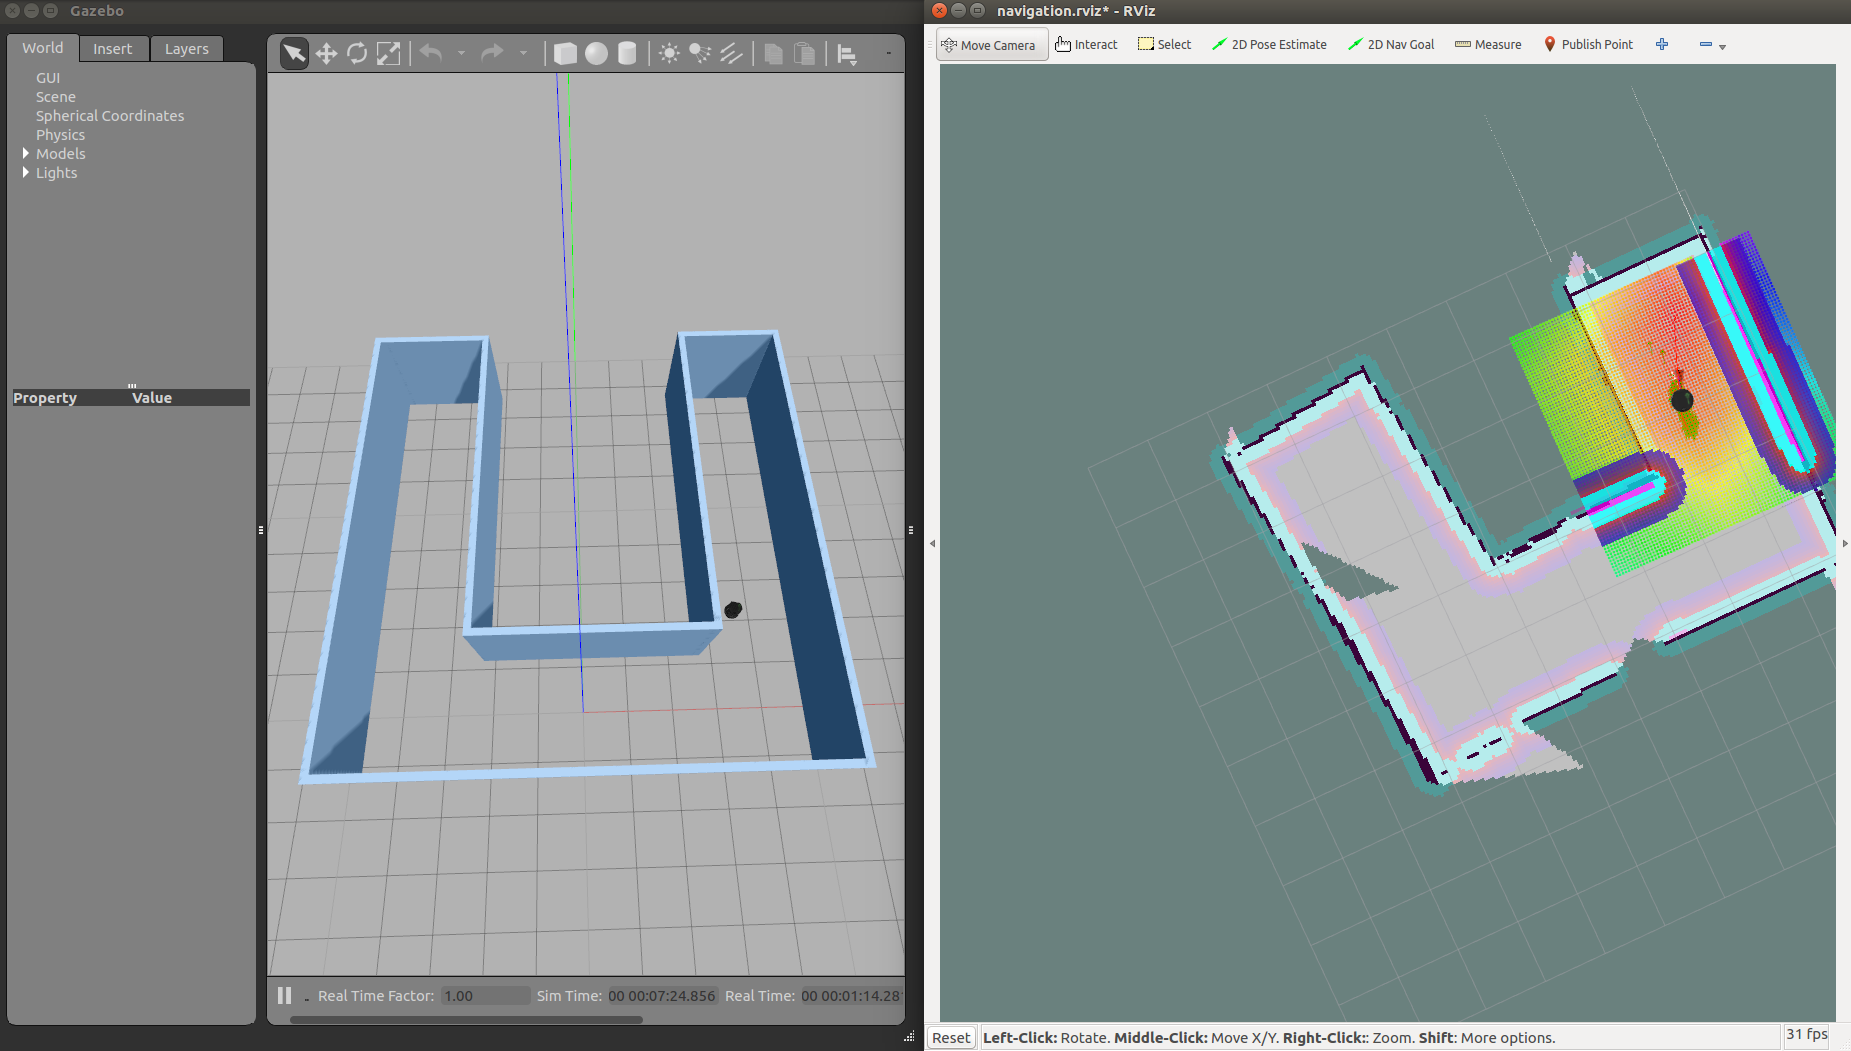 Gazebo
World Insert Layers
GUI
Scene
Spherical Coordinates
Physics
Models
Lights
Property Value
Real Time Factor: 1.00 Sim Time: 00 00:07:24.856 Real Time: 00 00:01:14.28
navigation.rviz* - RViz
Move Camera Interact Select 2D Pose Estimate 2D Nav Goal Measure Publish Point
Reset Left-Click: Rotate. Middle-Click: Move X/Y. Right-Click:: Zoom. Shift: More options. 31 fps